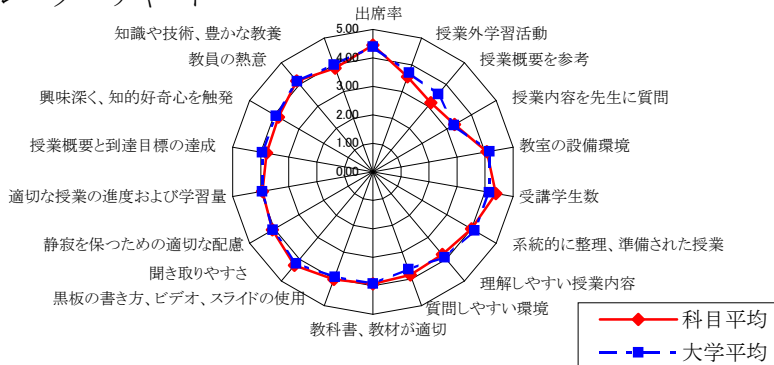 レーダーチャート
出席率
授業外学習活動
授業概要を参考
授業内容を先生に質問
教室の設備環境
受講学生数
系統的に整理、準備された授業
理解しやすい授業内容
質問しやすい環境
教科書、教材が適切
黒板の書き方、ビデオ、スライドの使用
聞き取りやすさ
静寂を保つための適切な配慮
適切な授業の進度および学習量
授業概要と到達目標の達成
興味深く、知的好奇心を触発
教員の熱意
知識や技術、豊かな教養
5.00
4.00
3.00
2.00
1.00
0.00
科目平均
大学平均